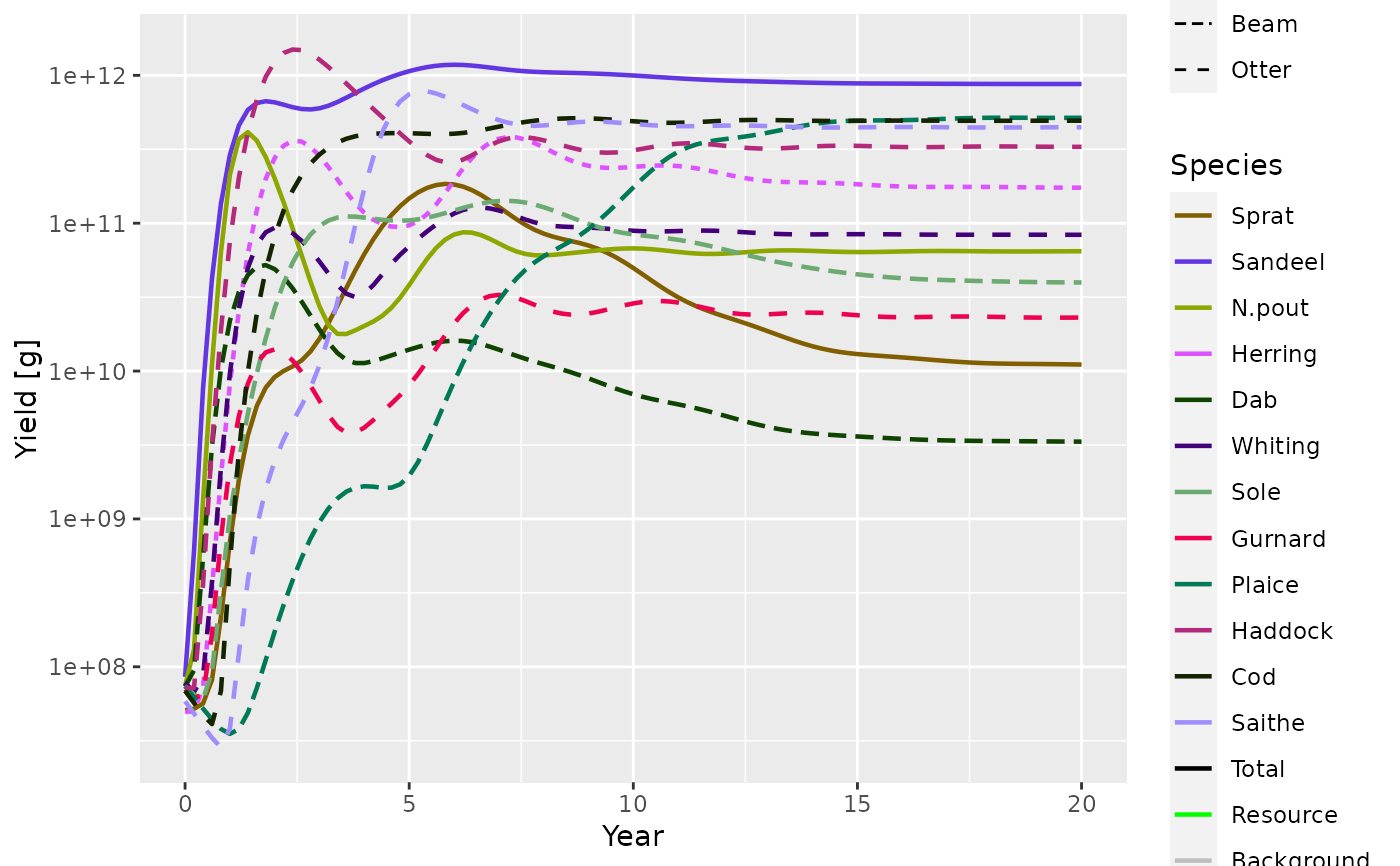 1e+12
1e+11
1e+10
1e+09
1e+08
Yield [g]
0 5 10 15 20
Year
Beam
Otter
Species
Sprat
Sandeel
N.pout
Herring
Dab
Whiting
Sole
Gurnard
Plaice
Haddock
Cod
Saithe
Total
Resource
Background